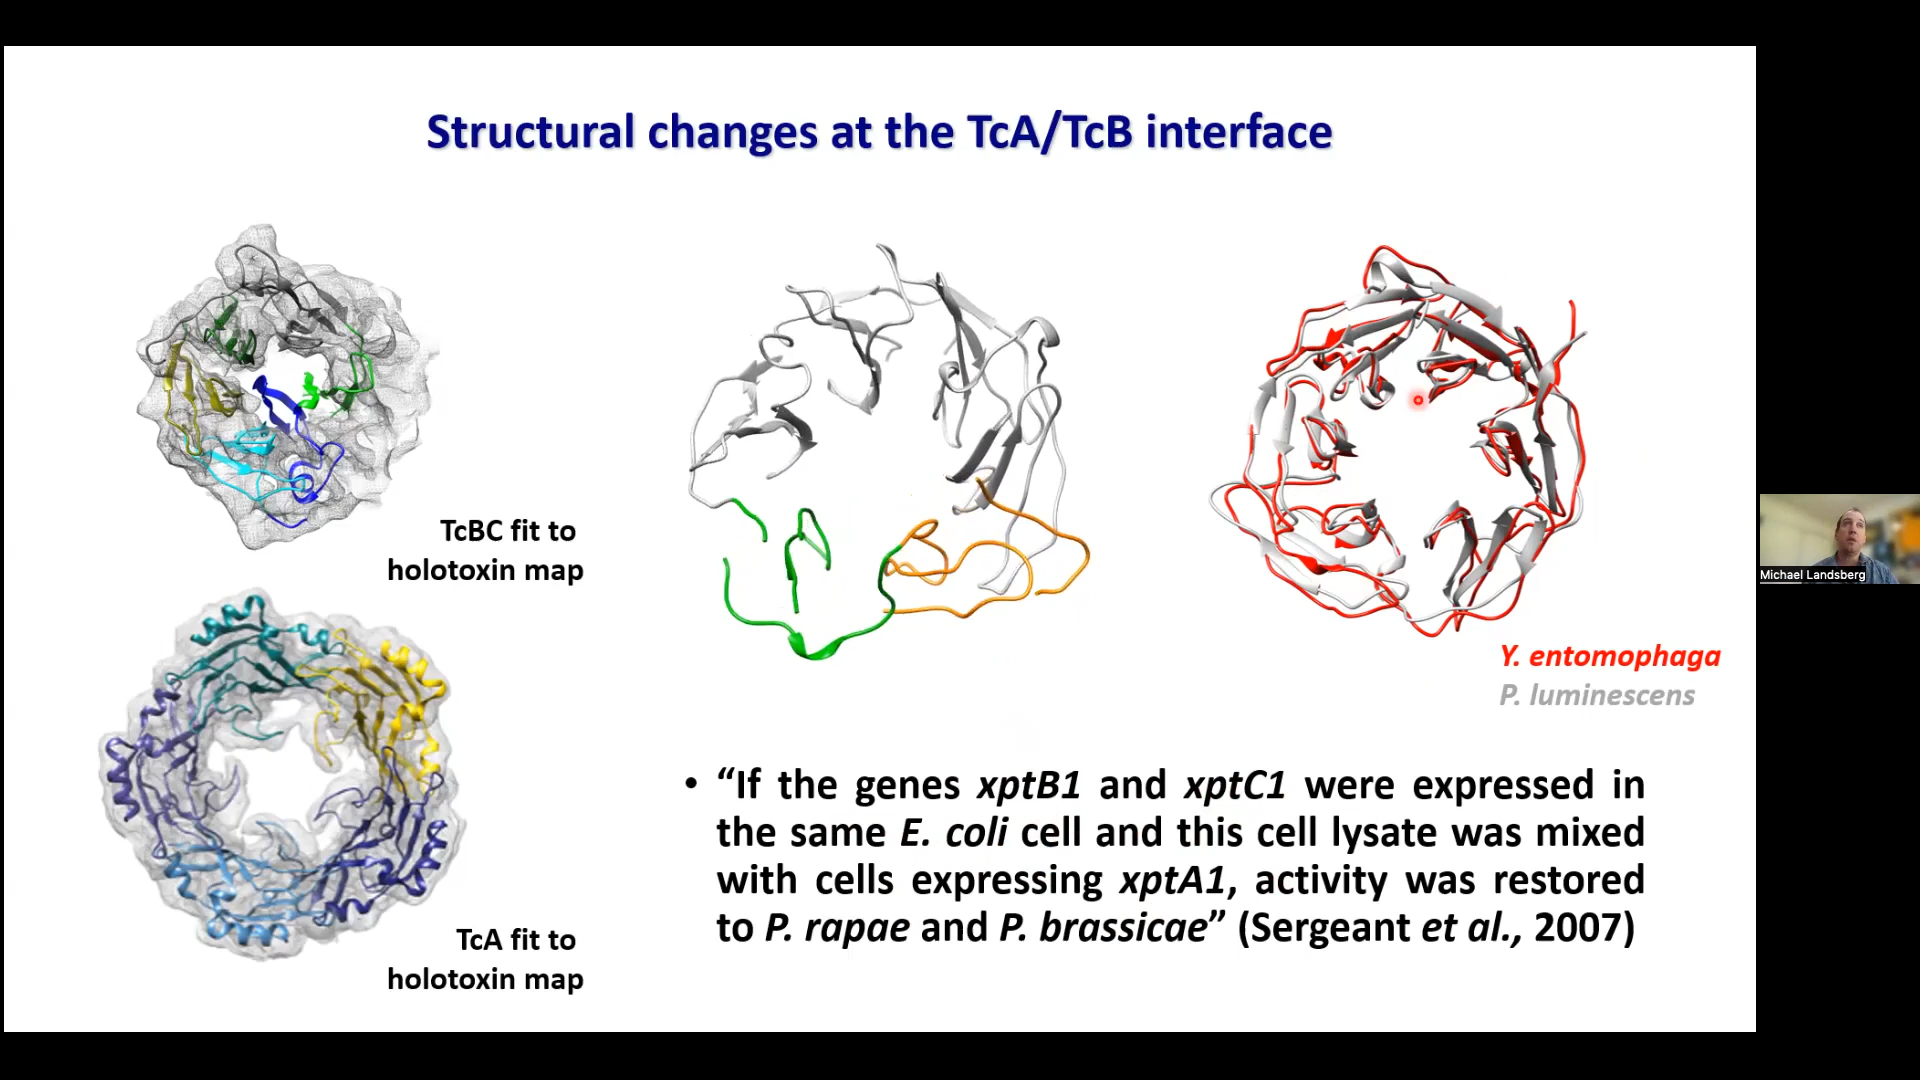 Structural changes at the TcA/TcB interface
TcBC fit to
holotoxin map
TcA fit to
holotoxin map
Y. entomophaga
P. luminescens
• “If the genes xptB1 and xptC1 were expressed in
the same E. coli cell and this cell lysate was mixed
with cells expressing xptA1, activity was restored
to P. rapae and P. brassicae” (Sergeant et al., 2007)
Michael Landsberg